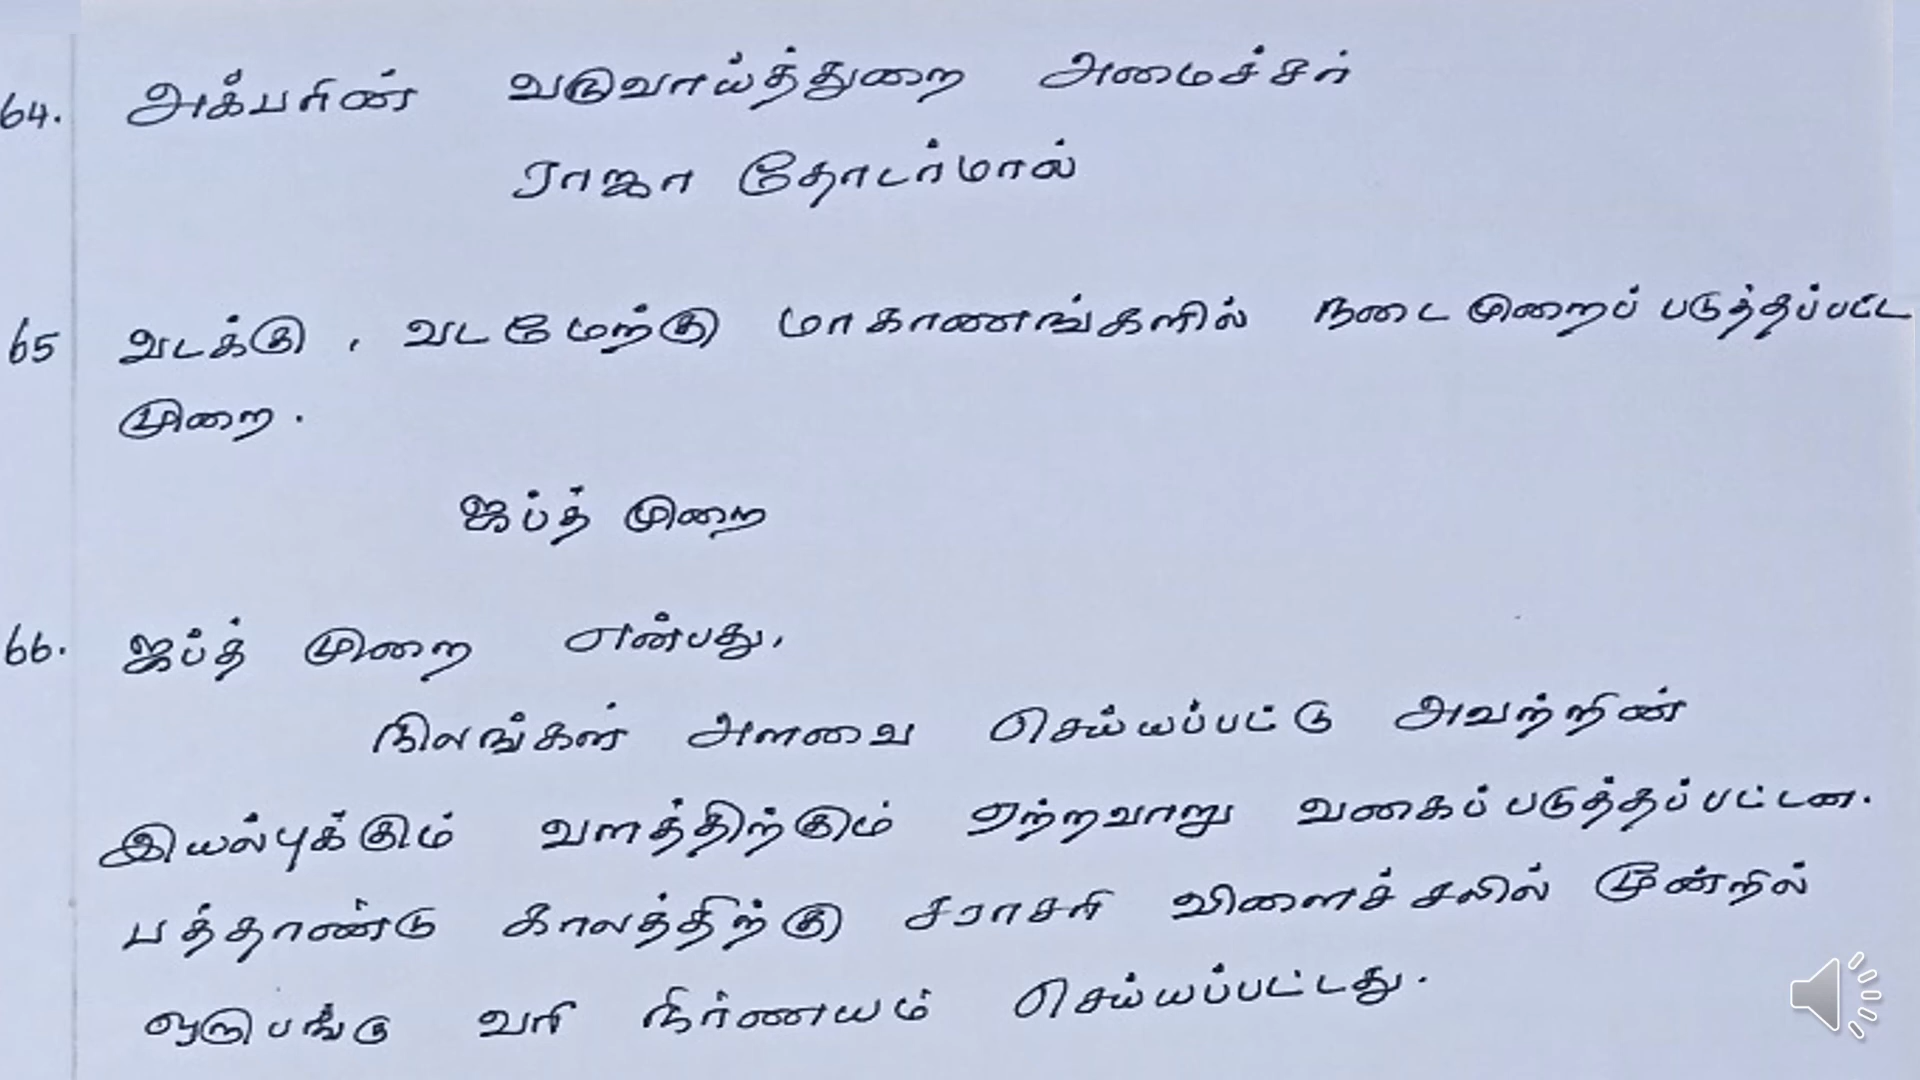 64. அக்பரின் வருவாய்த்துறை அமைச்சர்
ராஜா தோடர்மால்
65 வடக்கு, வடமேற்கு மாகாணங்களில் நடைமுறைப் படுத்தப்பட்ட
முறை.
ஜப்த் முறை
66. ஜப்த் முறை என்பது,
நிலங்கள் அளவை செய்யப்பட்டு அவற்றின்
இயல்புக்கும் வளத்திற்கும் ஏற்றவாறு வகைப்படுத்தப்பட்டன.
பத்தாண்டு காலத்திற்கு சராசரி விளைச்சலில் மூன்றில்
ஒருபங்கு வரி நிர்ணயம் செய்யப்பட்டது.